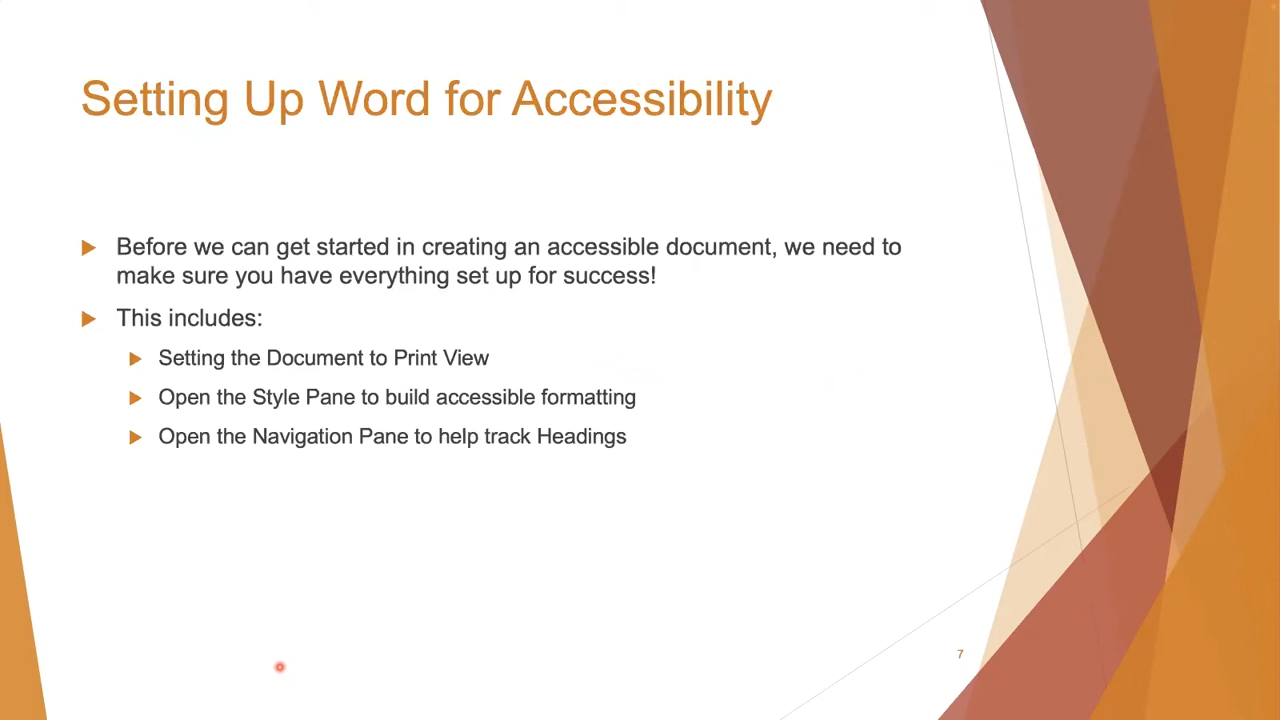 Setting Up Word for Accessibility
Before we can get started in creating an accessible document, we need to
make sure you have everything set up for success!
This includes:
Setting the Document to Print View
Open the Style Pane to build accessible formatting
Open the Navigation Pane to help track Headings
7